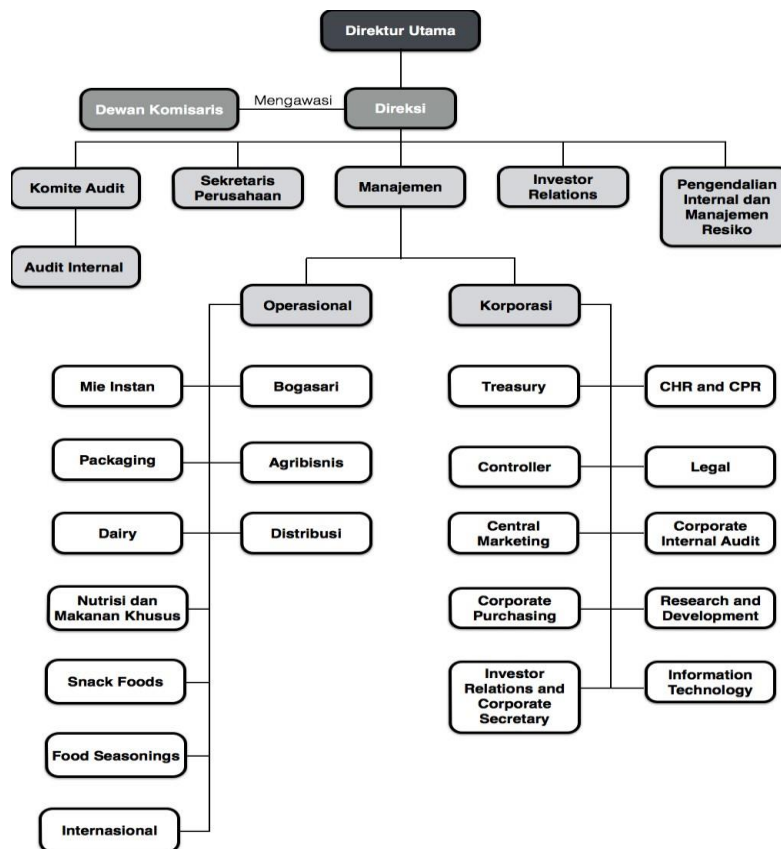 Direktur Utama
Dewan Komisaris
Mengawasi
Direksi
Komite Audit
Sekretaris
Perusahaan
Manajemen
Investor
Relations
Pengendalian
Internal dan
Manajemen
Resiko
Audit Internal
Operasional
Korporasi
Mie Instan
Bogasari
Treasury
CHR and CPR
Packaging
Agribisnis
Controller
Legal
Dairy
Distribusi
Central
Marketing
Corporate
Internal Audit
Nutrisi dan
Makanan Khusus
Corporate
Purchasing
Research and
Development
Snack Foods
Investor
Relations and
Corporate
Secretary
Information
Technology
Food Seasonings
Internasional